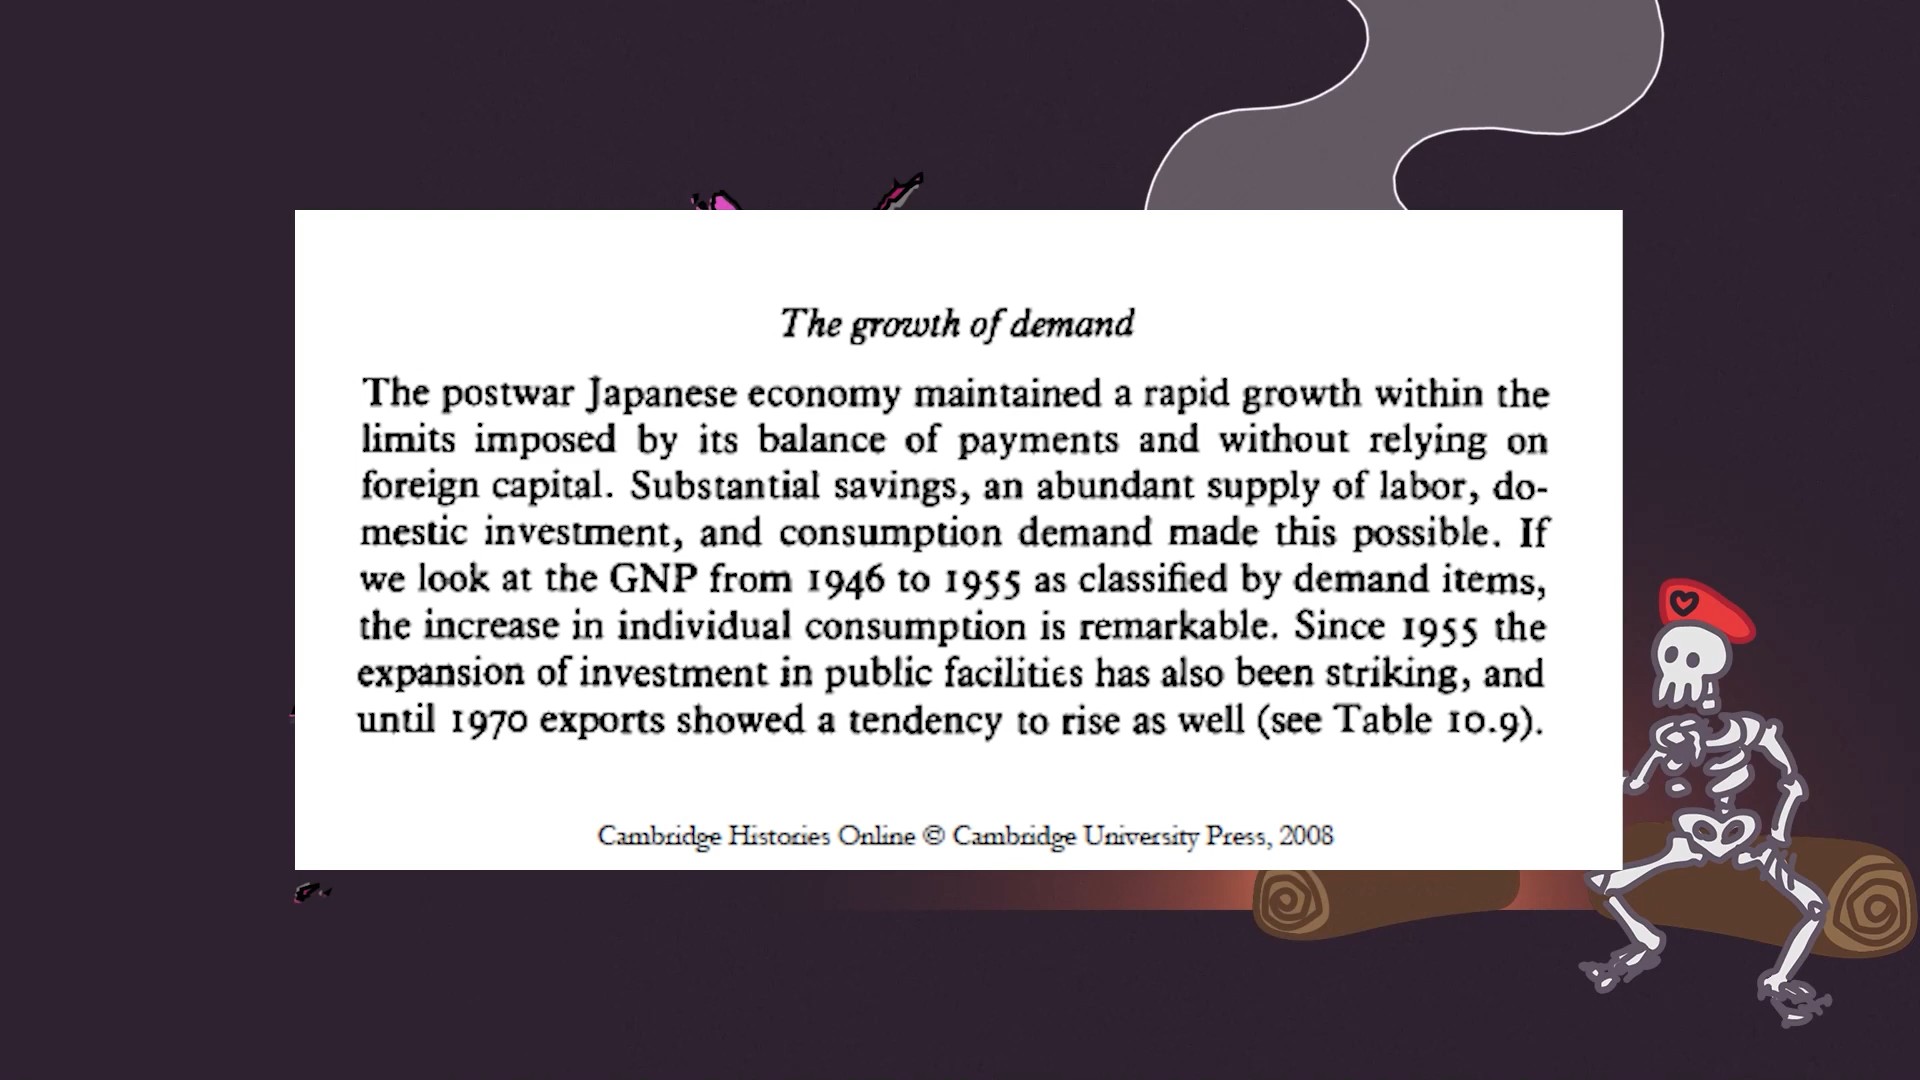 The growth of demand
The postwar Japanese economy maintained a rapid growth within the
limits imposed by its balance of payments and without relying on
foreign capital. Substantial savings, an abundant supply of labor, do-
mestic investment, and consumption demand made this possible. If
we look at the GNP from 1946 to 1955 as classified by demand items,
the increase in individual consumption is remarkable. Since 1955 the
expansion of investment in public facilities has also been striking, and
until 1970 exports showed a tendency to rise as well (see Table 10.9).
Cambridge Histories Online © Cambridge University Press, 2008